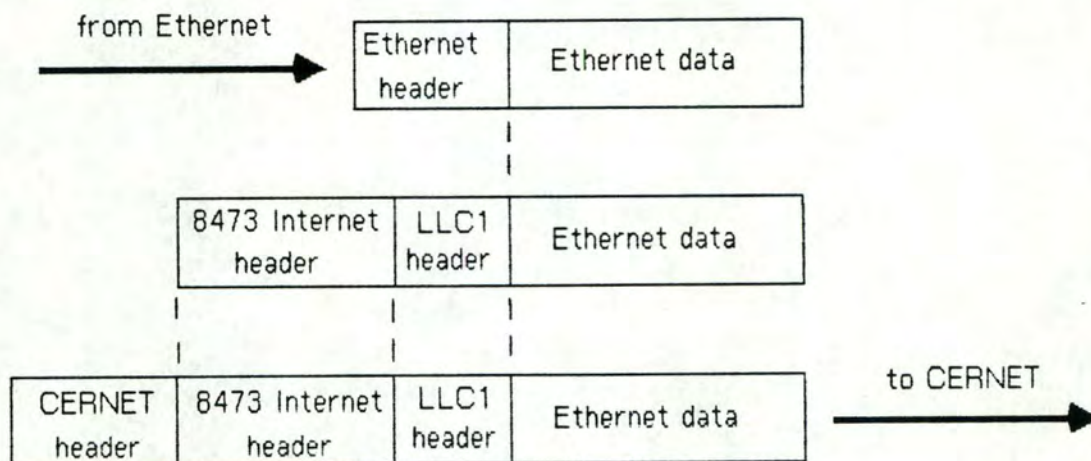 from Ethernet
Ethernet
header
Ethernet data
8473 Internet
header
LLC1
header
Ethernet data
CERNET
header
8473 Internet
header
LLC1
header
Ethernet data
to CERNET